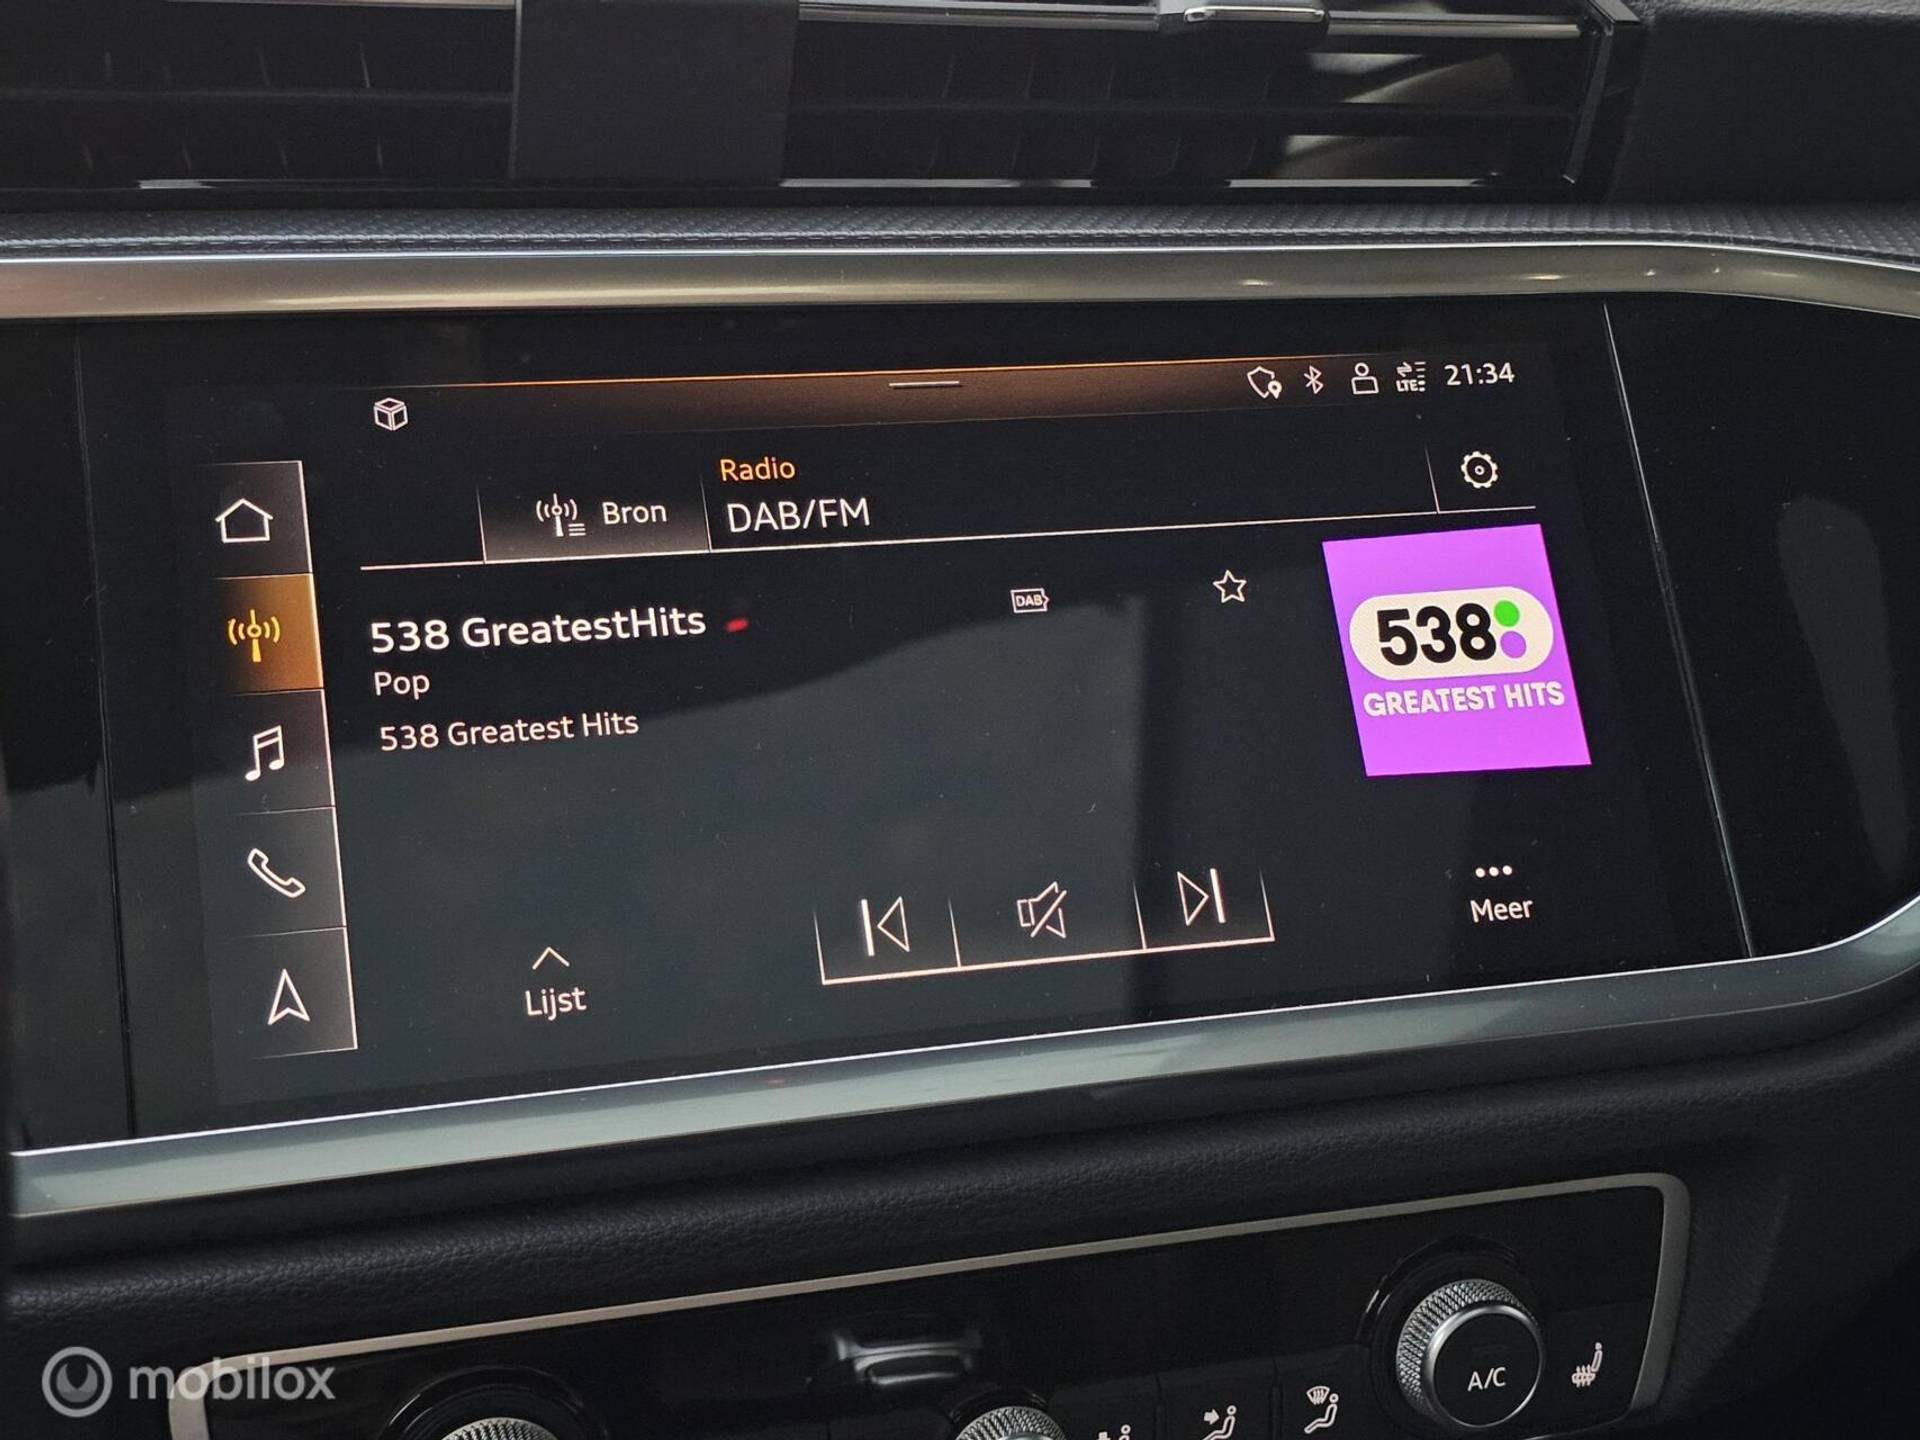 LTE 21:34
Radio
Bron DAB/FM
538 GreatestHits
DAB
Pop
538 Greatest Hits
538
GREATEST HITS
Meer
Lijst
A/C
mobilox